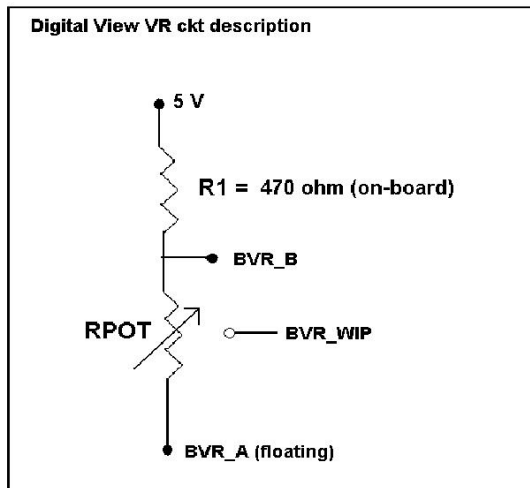 Digital View VR ckt description
5 V
R1 = 470 ohm (on-board)
BVR_B
RPOT
BVR_WIP
BVR_A (floating)